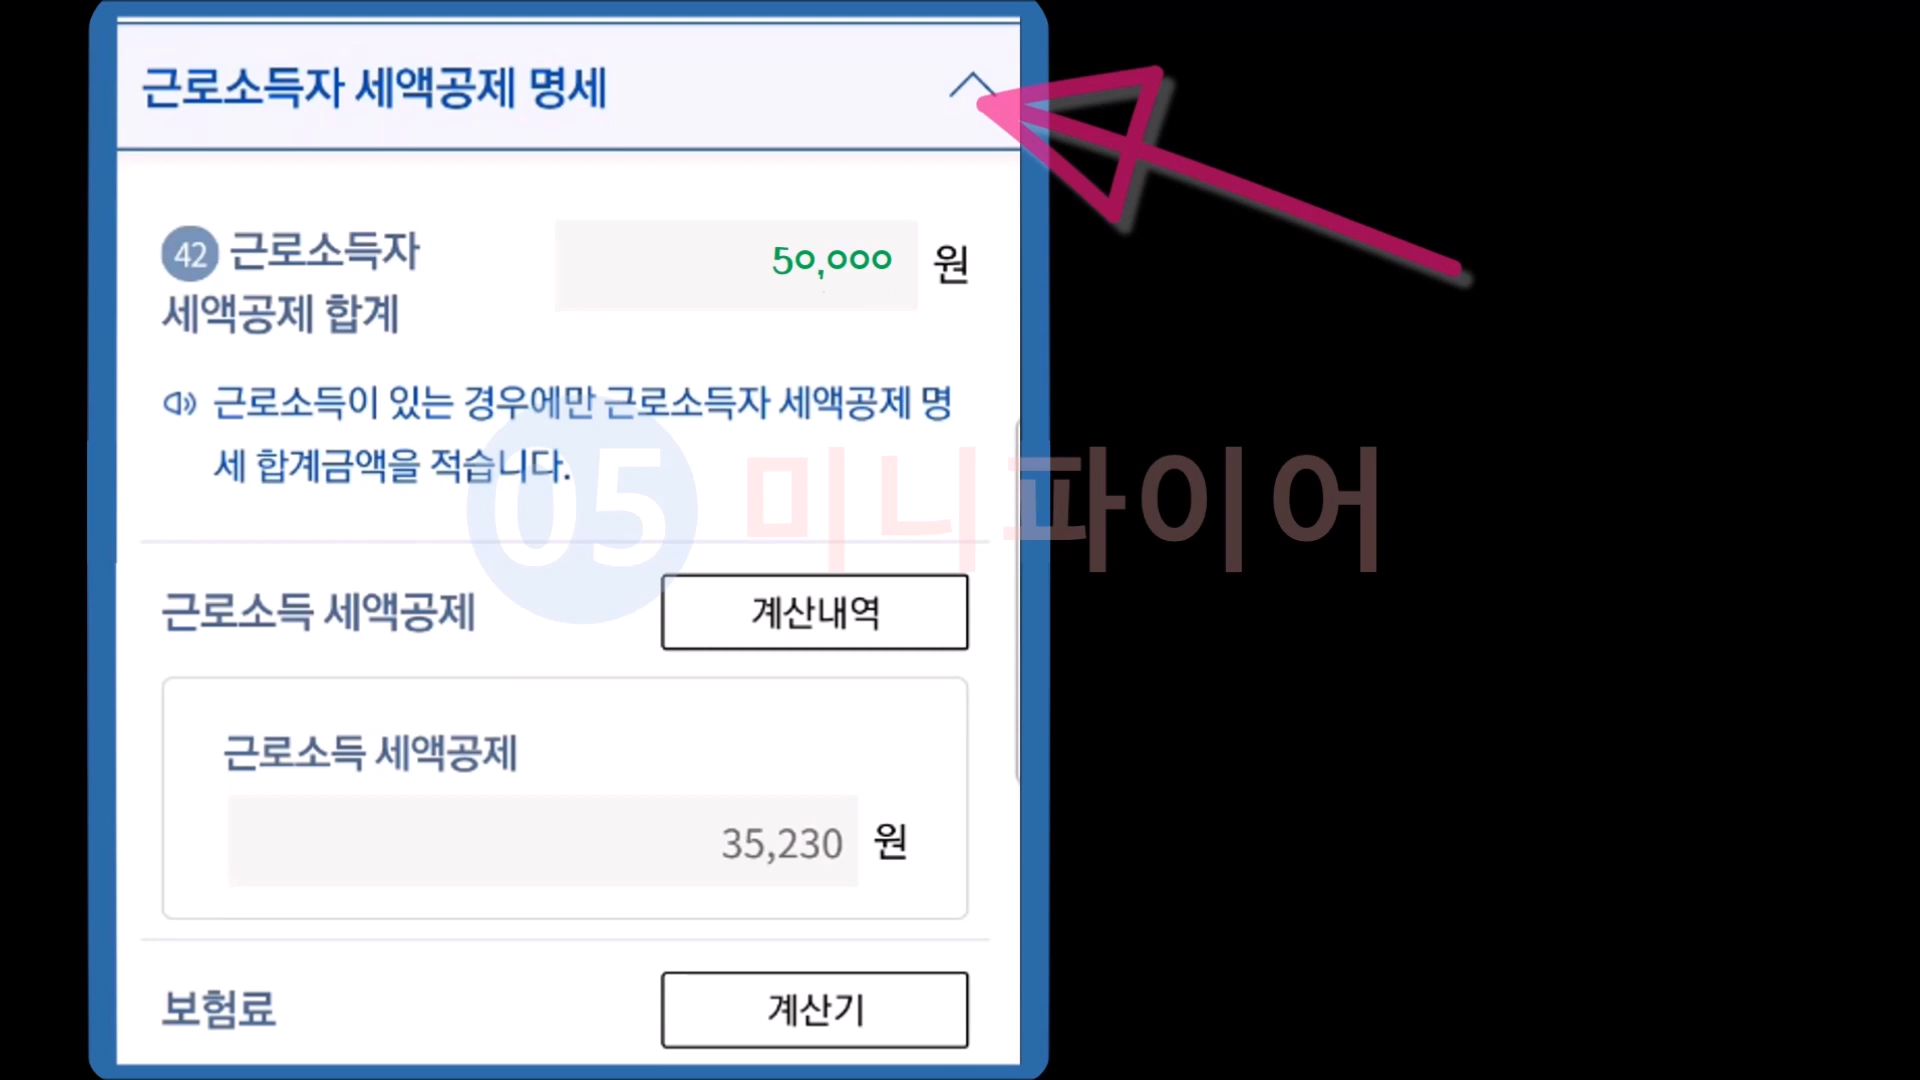 근로소득자 세액공제 명세
42 근로소득자
세액공제 합계
50,000 원
근로소득이 있는 경우에만 근로소득자 세액공제 명
세 합계금액을 적습니다.
05 미니파이어
근로소득 세액공제
계산내역
근로소득 세액공제
35,230 원
보험료
계산기